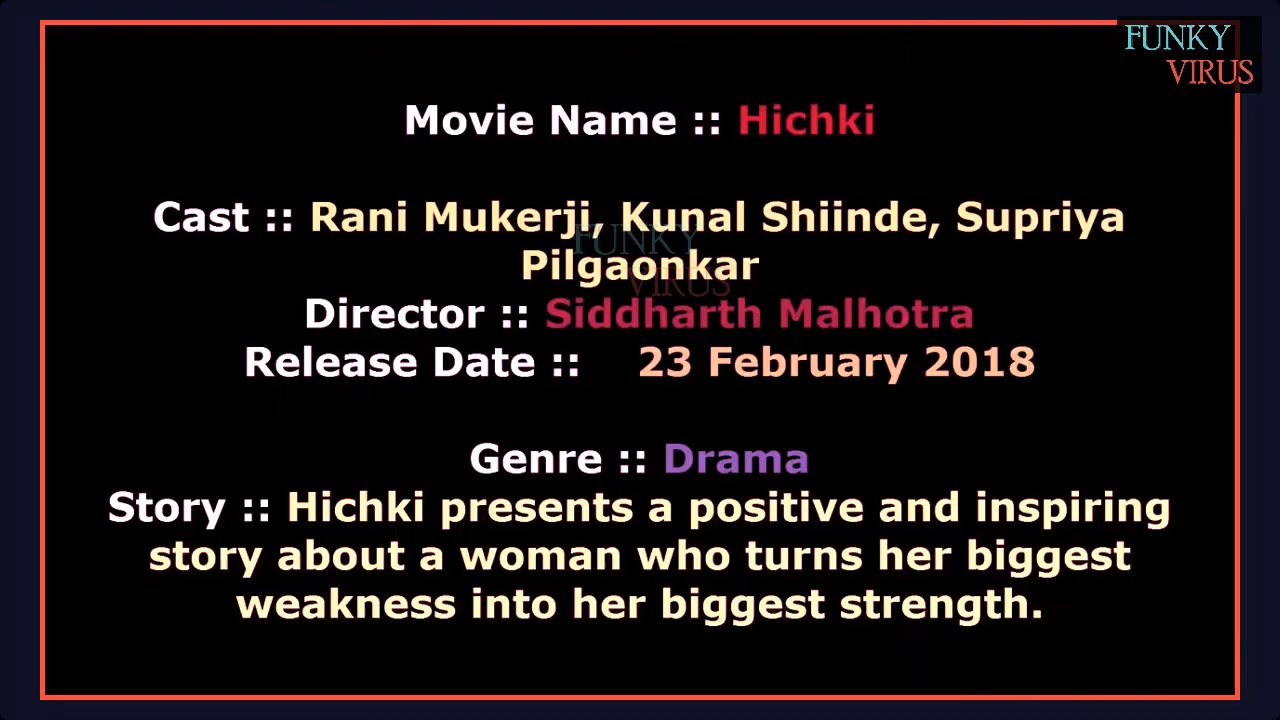 FUNKY
VIRUS
Movie Name :: Hichki
Cast :: Rani Mukerji, Kunal Shiinde, Supriya
Pilgaonkar
FUNKY
VIRUS
Director :: Siddharth Malhotra
Release Date :: 23 February 2018
Genre :: Drama
Story :: Hichki presents a positive and inspiring
story about a woman who turns her biggest
weakness into her biggest strength.